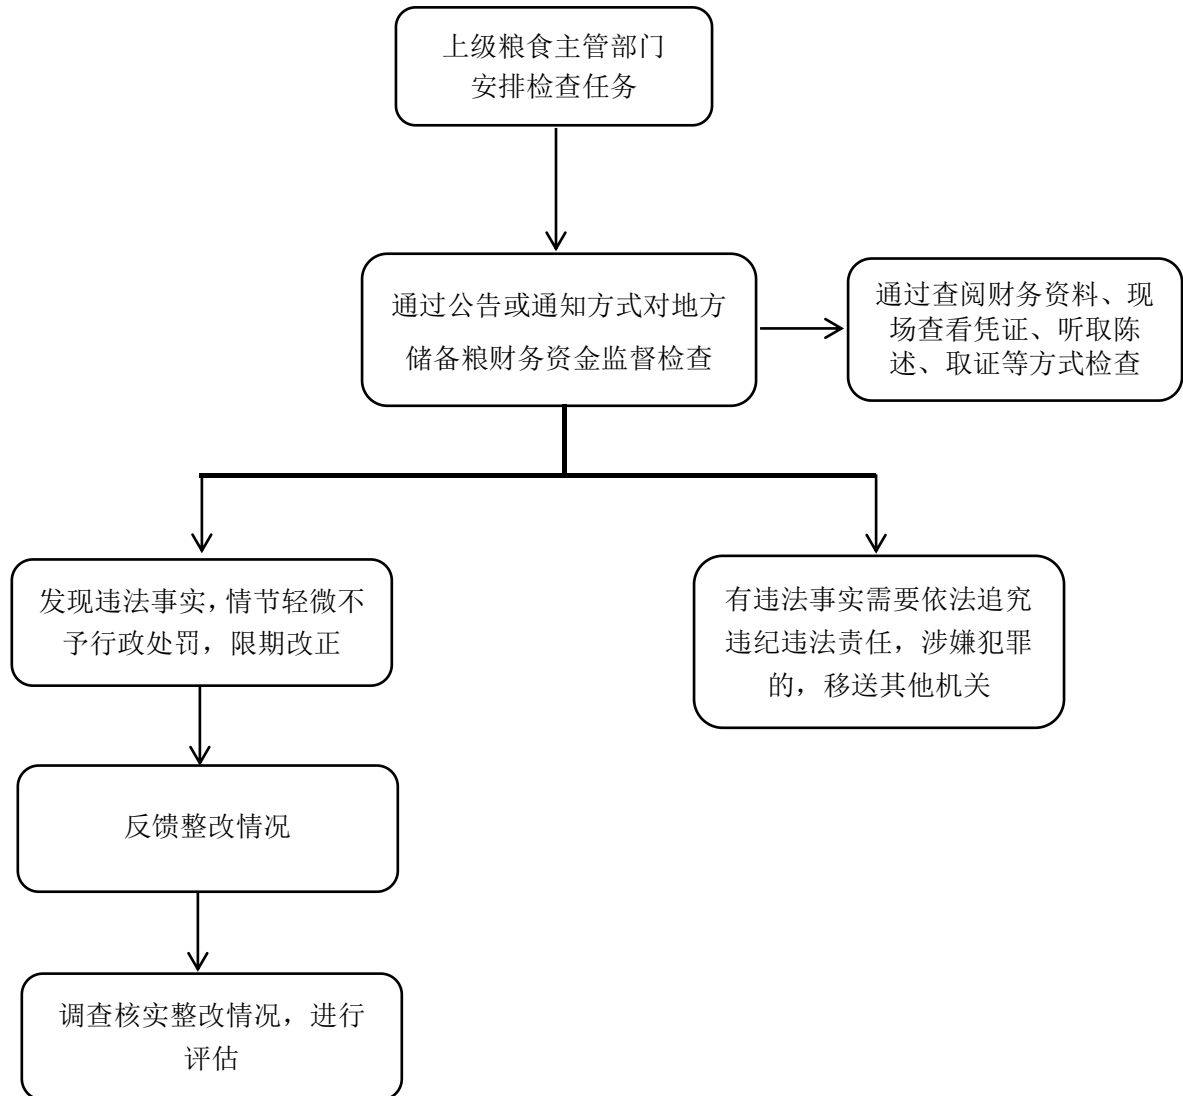 上级粮食主管部门
安排检查任务
通过公告或通知方式对地方
储备粮财务资金监督检查
通过查阅财务资料、现
场查看凭证、听取陈
述、取证等方式检查
发现违法事实，情节轻微不
予行政处罚，限期改正
有违法事实需要依法追究
违纪违法责任，涉嫌犯罪
的，移送其他机关
反馈整改情况
调查核实整改情况，进行
评估